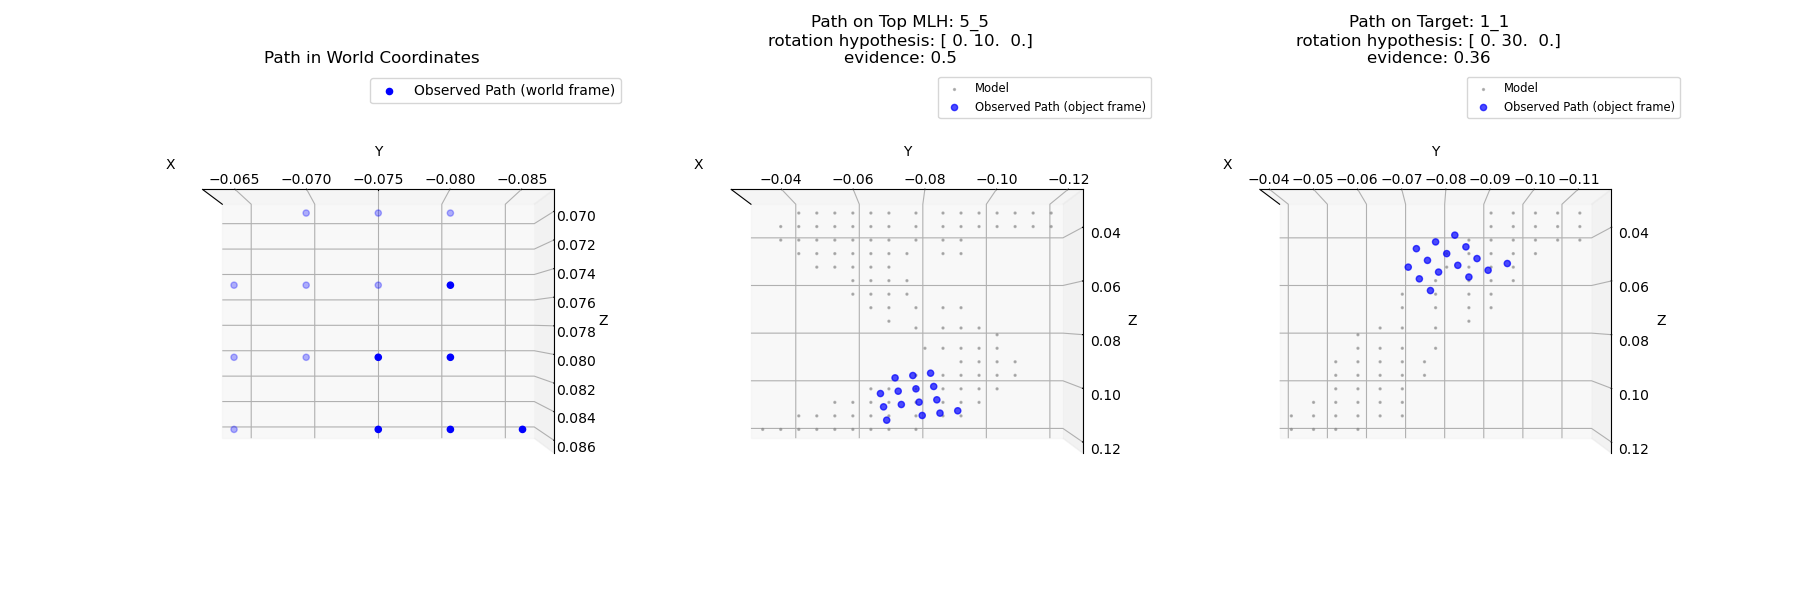 Path in World Coordinates
Observed Path (world frame)
X
Y
−0.065 −0.070 −0.075 −0.080 −0.085
0.070
0.072
0.074
0.076
0.078
Z
0.080
0.082
0.084
0.086
Path on Top MLH: 5_5
rotation hypothesis: [ 0. 10.  0.]
evidence: 0.5
Model
Observed Path (object frame)
X
Y
−0.04 −0.06 −0.08 −0.10 −0.12
0.04
0.06
Z
0.08
0.10
0.12
Path on Target: 1_1
rotation hypothesis: [ 0. 30.  0.]
evidence: 0.36
Model
Observed Path (object frame)
X
Y
−0.04 −0.05 −0.06 −0.07 −0.08 −0.09 −0.10 −0.11
0.04
0.06
Z
0.08
0.10
0.12